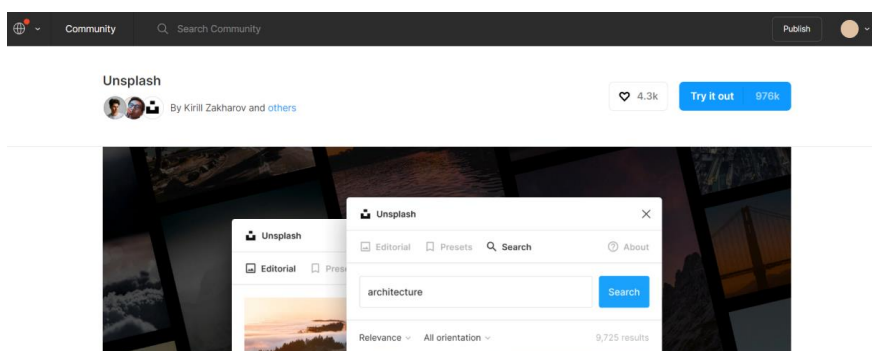 Community
Search Community
Publish
Unsplash
By Kirill Zakharov and others
4.3k
Try it out 976k
Unsplash
Editorial Presets Search About
architecture
Search
Relevance All orientation 9,725 results
Unsplash
Editorial Prese